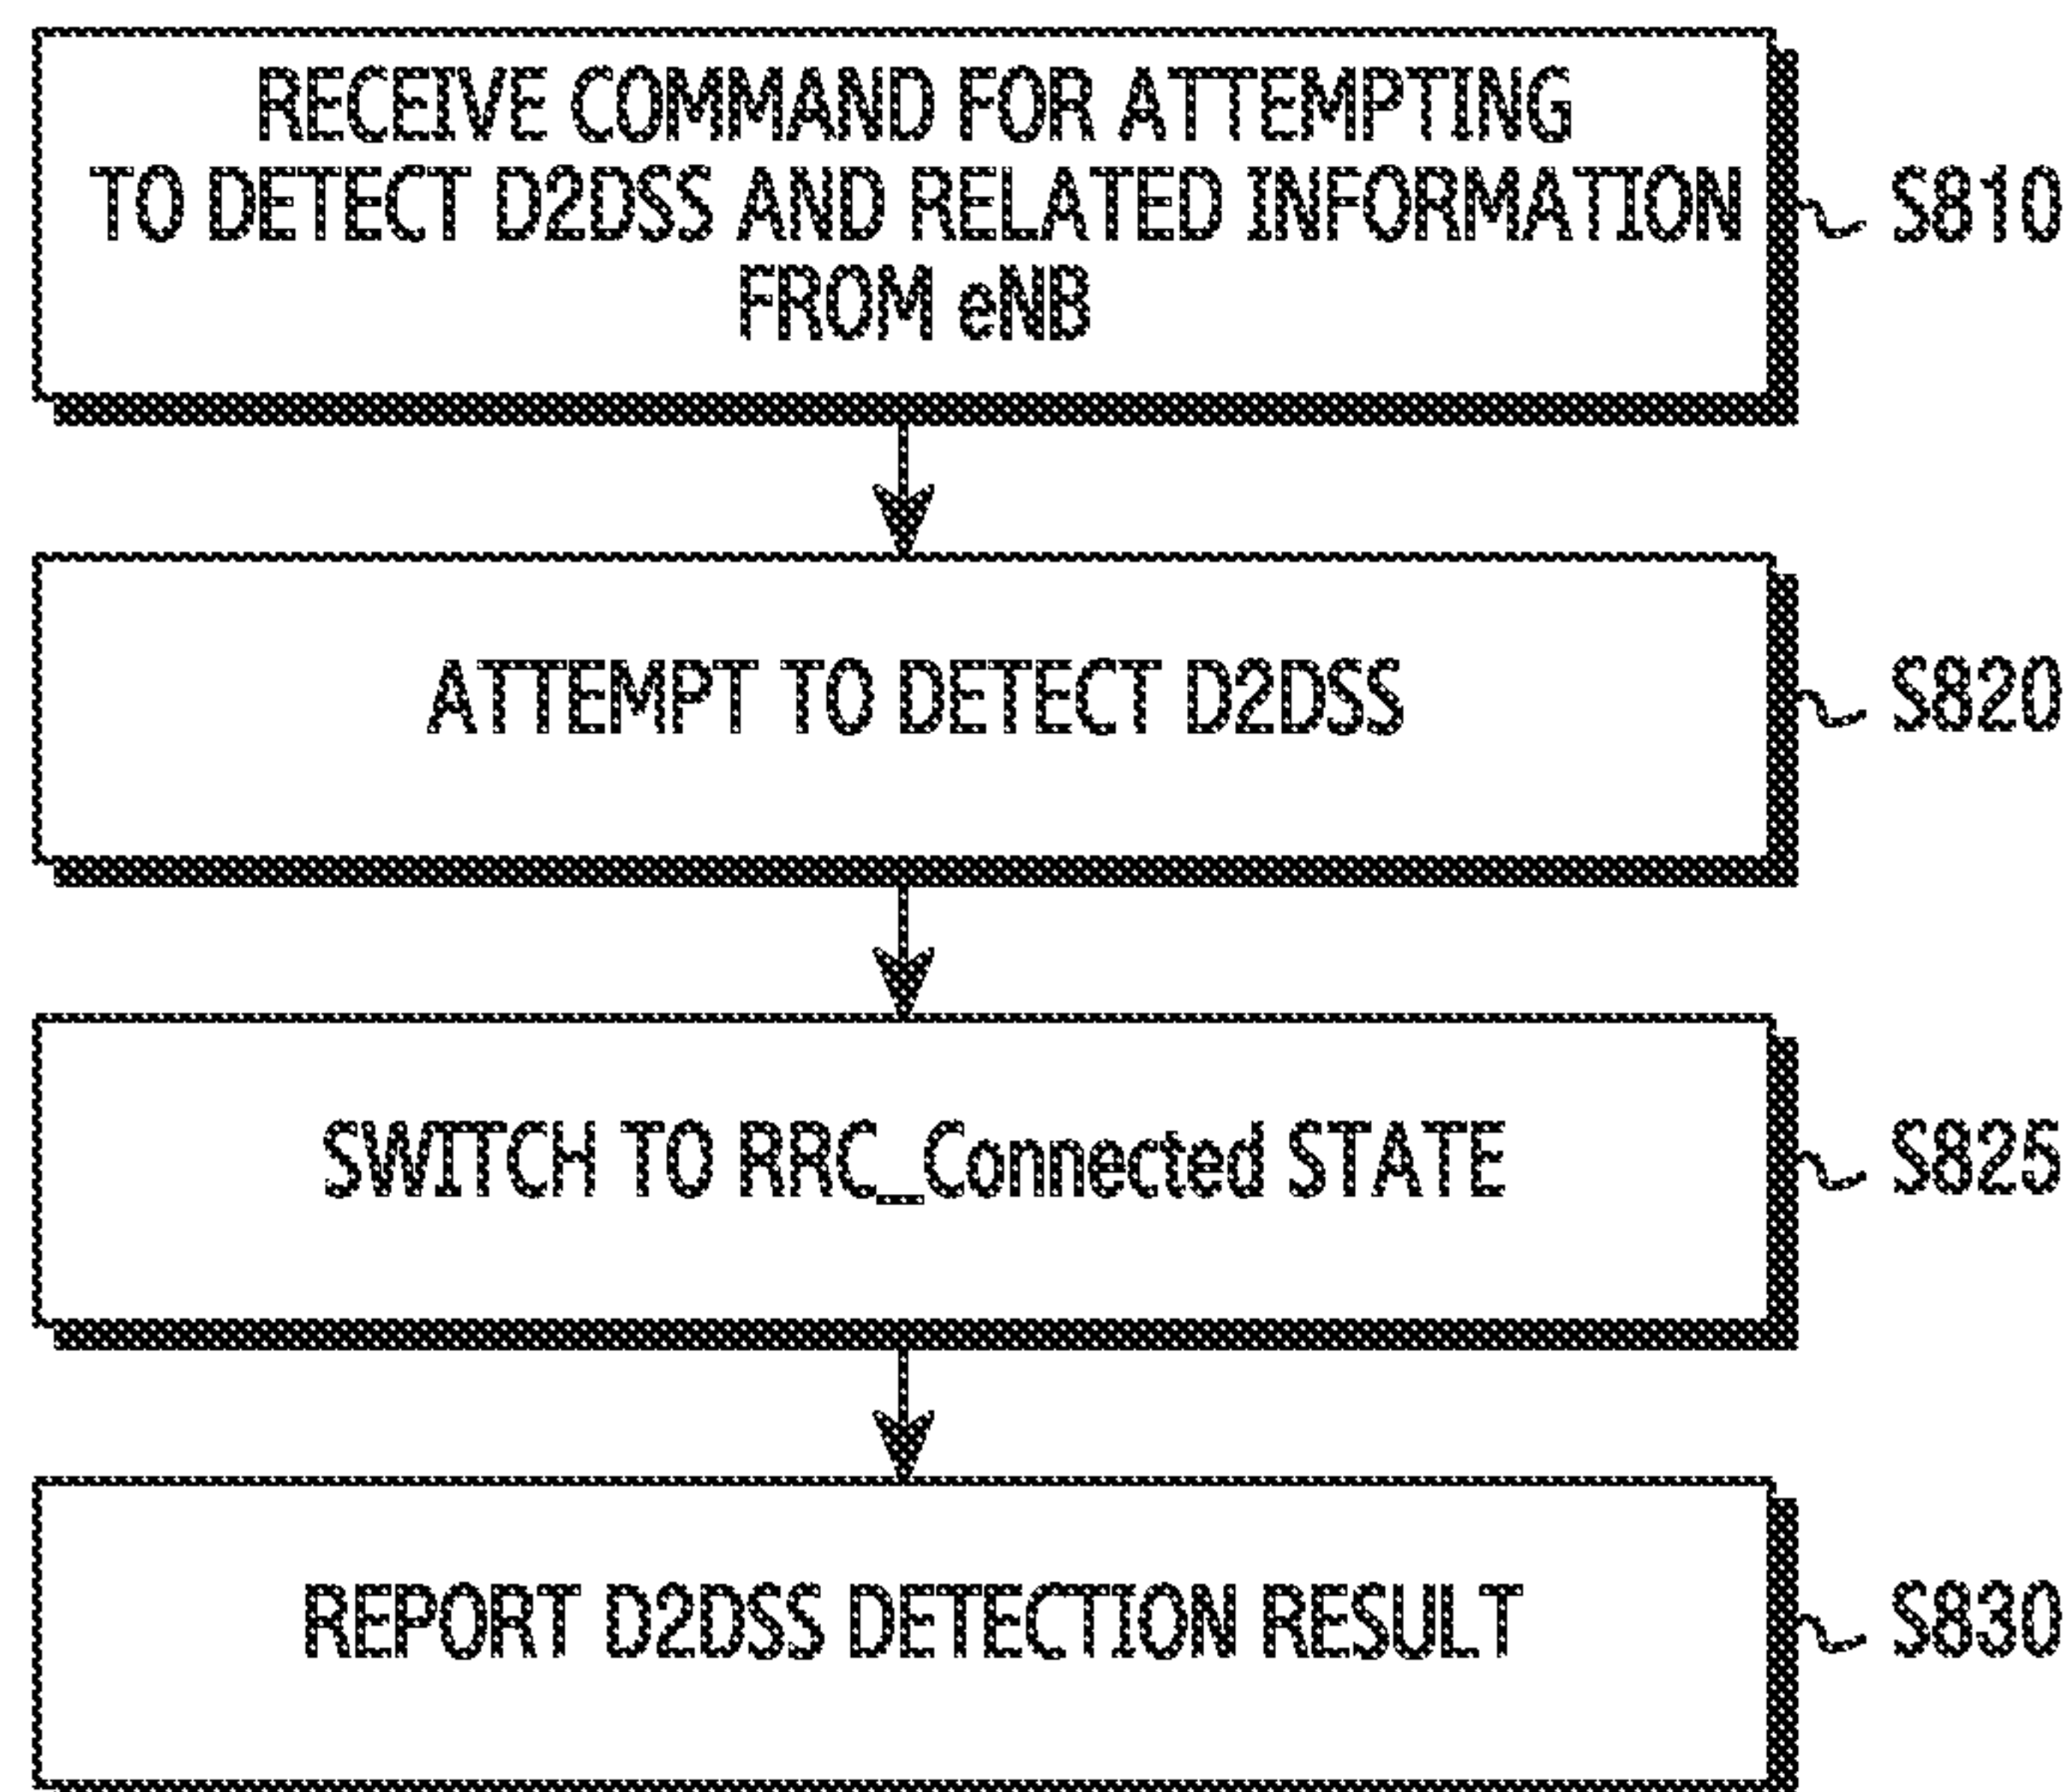 RECEIVE COMMAND FOR ATTEMPTING
TO DETECT D2DSS AND RELATED INFORMATION
FROM eNB
S810
ATTEMPT TO DETECT D2DSS
S820
SWITCH TO RRC_Connected STATE
S825
REPORT D2DSS DETECTION RESULT
S830